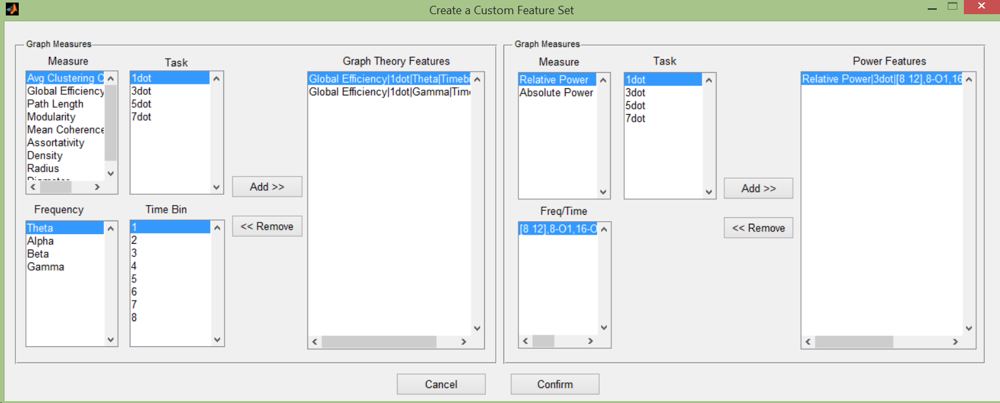 Create a Custom Feature Set
Graph Measures
Measure
Avg Clustering C
Global Efficiency
Path Length
Modularity
Mean Coherence
Assortativity
Density
Radius
Diameter
Task
1dot
3dot
5dot
7dot
Frequency
Theta
Alpha
Beta
Gamma
Time Bin
1
2
3
4
5
6
7
8
Add >>
<< Remove
Graph Theory Features
Global Efficiency|1dot|Theta|Timebi
Global Efficiency|1dot|Gamma|Tim
Graph Measures
Measure
Relative Power
Absolute Power
Task
1dot
3dot
5dot
7dot
Freq/Time
[8 12],8-O1,16-O
Add >>
<< Remove
Power Features
Relative Power|3dot|[8 12],8-O1,16
Cancel
Confirm